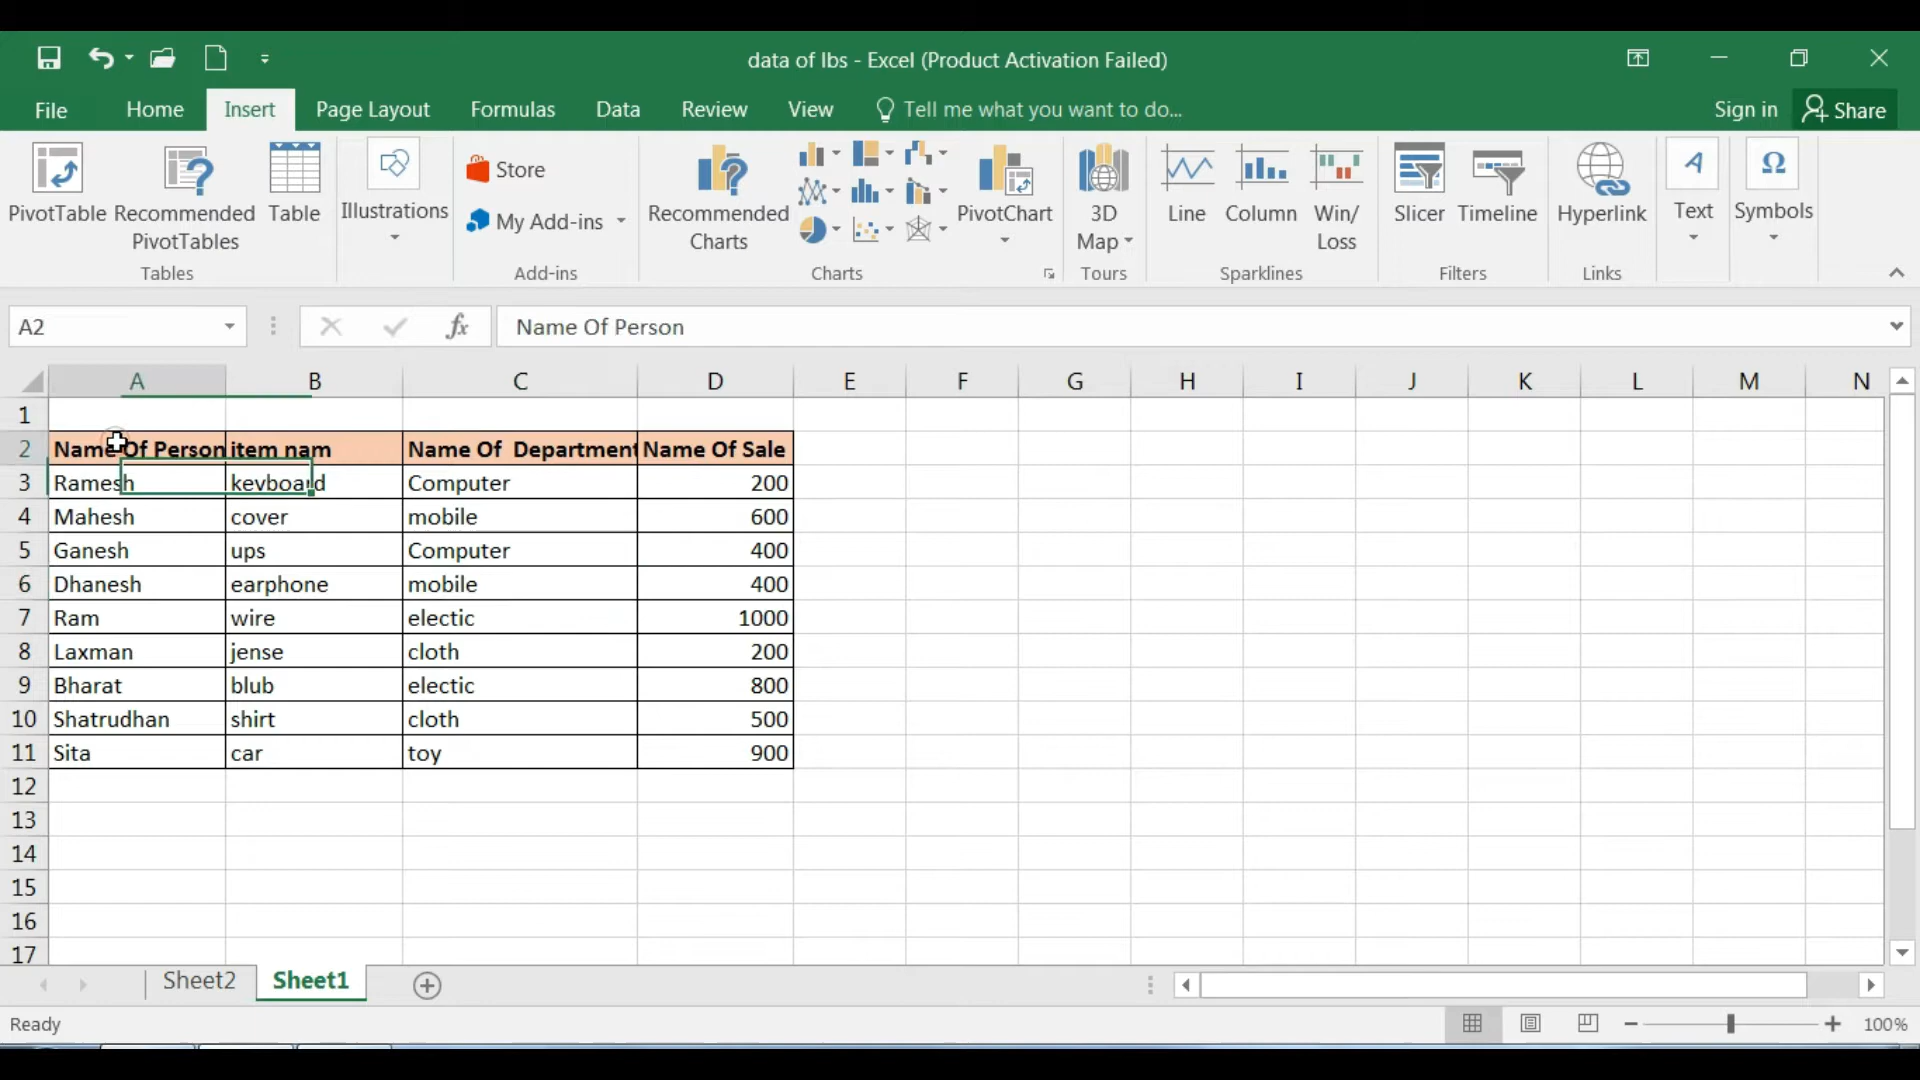 data of lbs - Excel (Product Activation Failed)
File Home Insert Page Layout Formulas Data Review View Tell me what you want to do... Sign in Share
PivotTable
Recommended PivotTables
Table
Tables
Illustrations
Store
My Add-ins
Add-ins
Recommended Charts
PivotChart
Charts
3D Map
Tours
Line
Column
Win/Loss
Sparklines
Slicer
Timeline
Filters
Hyperlink
Links
Text
Symbols
A2 fx Name Of Person
A B C D E F G H I J K L M N
1
2 Name Of Person item nam Name Of Department Name Of Sale
3 Ramesh kevboard Computer 200
4 Mahesh cover mobile 600
5 Ganesh ups Computer 400
6 Dhanesh earphone mobile 400
7 Ram wire electic 1000
8 Laxman jense cloth 200
9 Bharat blub electic 800
10 Shatrudhan shirt cloth 500
11 Sita car toy 900
12
13
14
15
16
17
Sheet2 Sheet1
Ready 100%